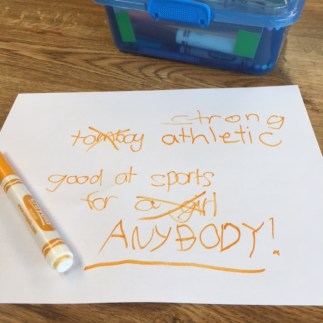 strong
tomboy athletic
good at sports
for a girl
ANYBODY!